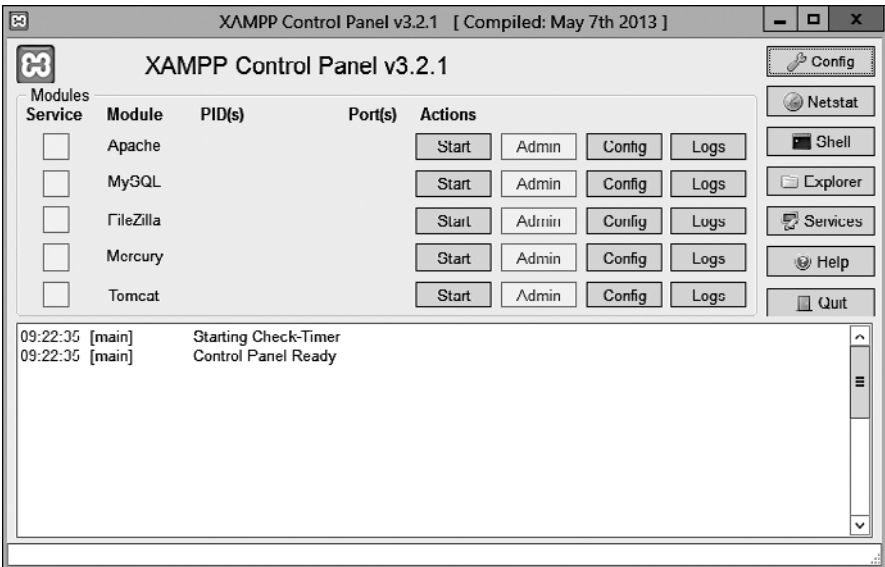 XAMPP Control Panel v3.2.1 [ Compiled: May 7th 2013 ]
XAMPP Control Panel v3.2.1
Config
Netstat
Shell
Explorer
Services
Help
Quit
Modules
Service Module PID(s) Port(s) Actions
Apache Start Admin Config Logs
MySQL Start Admin Config Logs
FileZilla Start Admin Config Logs
Mercury Start Admin Config Logs
Tomcat Start Admin Config Logs
09:22:35 [main] Starting Check-Timer
09:22:35 [main] Control Panel Ready